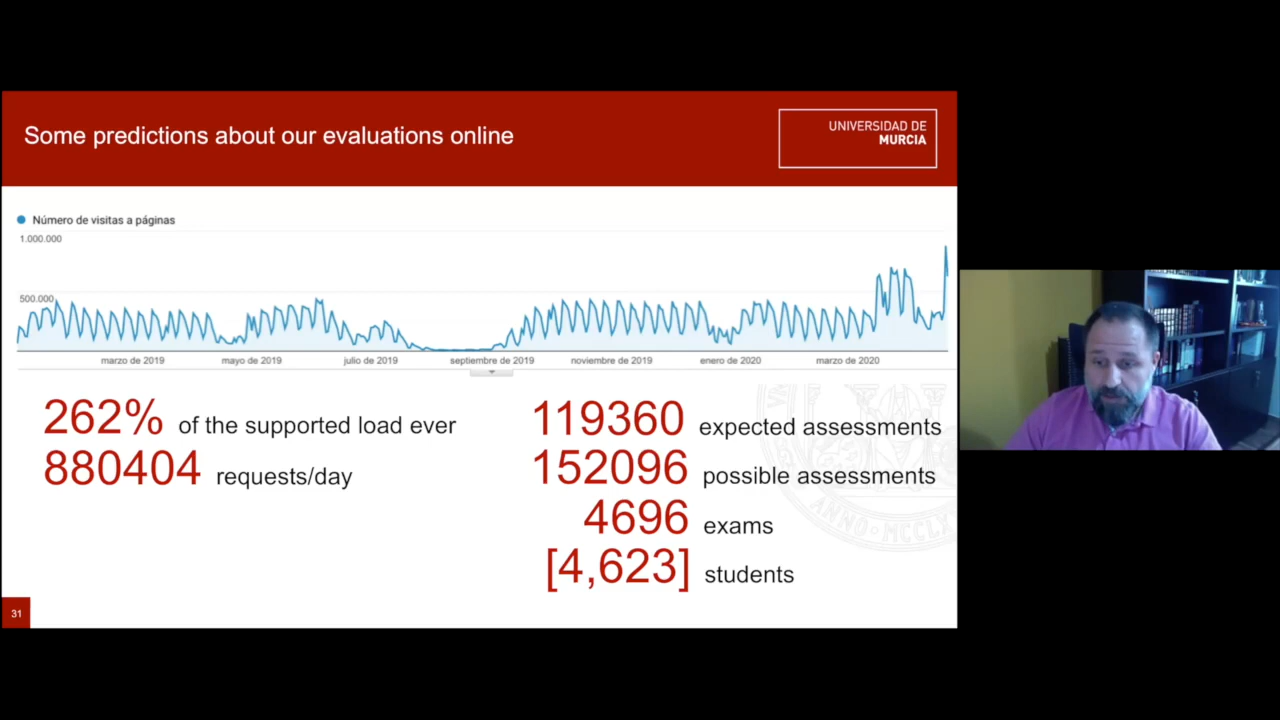 Some predictions about our evaluations online
UNIVERSIDAD DE
MURCIA
Número de visitas a páginas
1.000.000
500.000
marzo de 2019
mayo de 2019
julio de 2019
septiembre de 2019
noviembre de 2019
enero de 2020
marzo de 2020
262% of the supported load ever
880404 requests/day
119360 expected assessments
152096 possible assessments
4696 exams
[4,623] students
ANNO·MCCLX
31